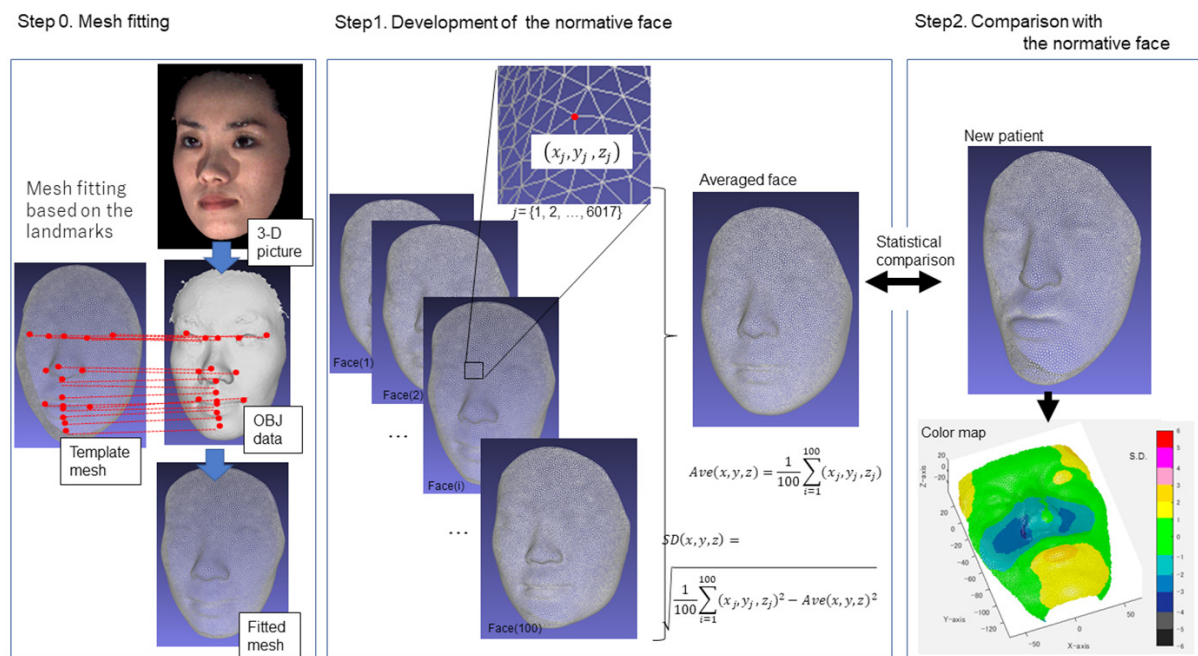 Step 0. Mesh fitting
Mesh fitting
based on the
landmarks
3-D
picture
OBJ
data
Template
mesh
Fitted
mesh
Step1. Development of the normative face
(x_j, y_j, z_j)
j = {1, 2, …, 6017}
Face(1)
Face(2)
…
Face(i)
…
Face(100)
Averaged face
Ave(x, y, z) = 1/100 ∑_{i=1}^{100} (x_j, y_j, z_j)
SD(x, y, z) =
√(1/100 ∑_{i=1}^{100} (x_j, y_j, z_j)² − Ave(x, y, z)²)
Step2. Comparison with
the normative face
New patient
Statistical
comparison
Color map
S.D.
6
5
4
3
2
1
0
-1
-2
-3
-4
-5
-6
Z-axis
20
0
-20
20
0
-20
-40
-60
-80
-100
-120
Y-axis
-50
0
50
X-axis